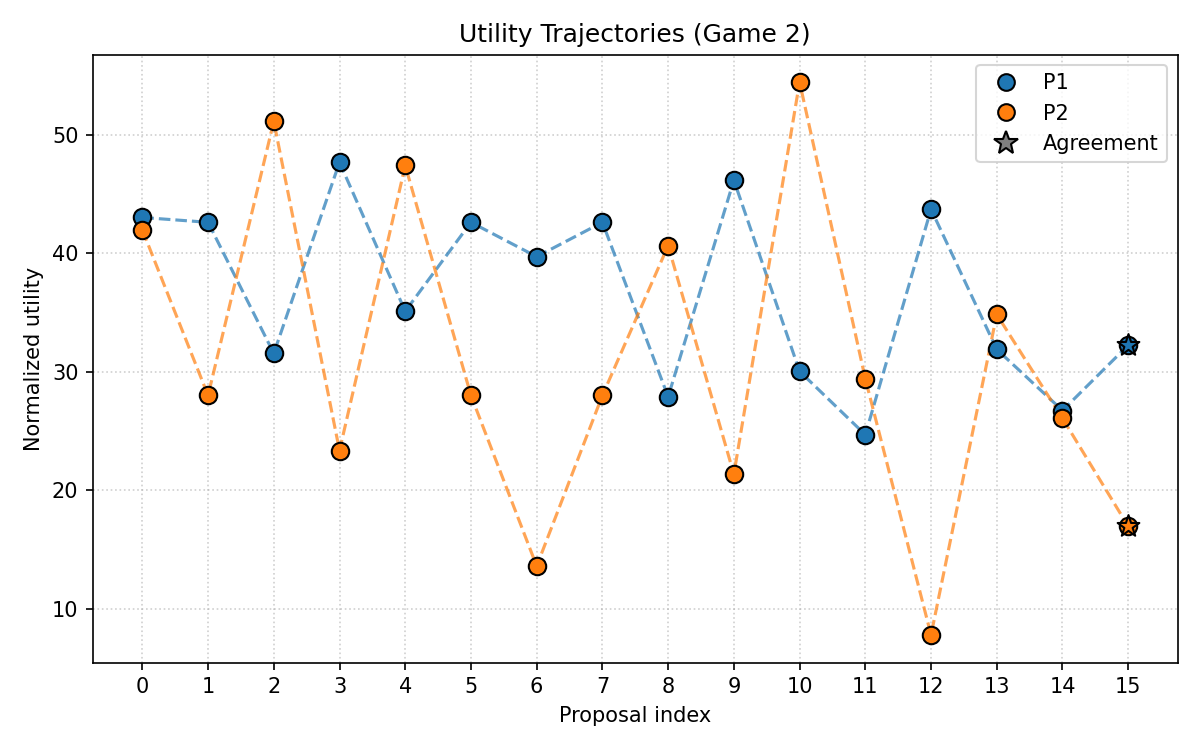 Utility Trajectories (Game 2)
P1
P2
Agreement
Normalized utility
50
40
30
20
10
0 1 2 3 4 5 6 7 8 9 10 11 12 13 14 15
Proposal index